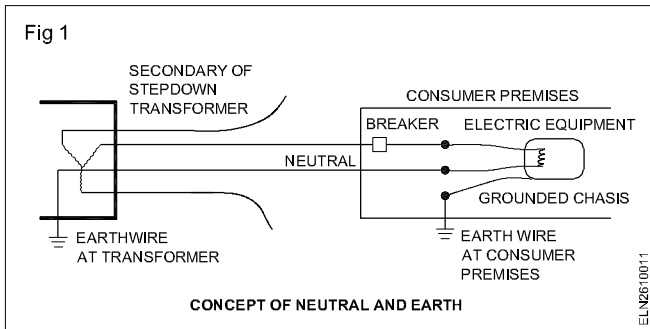 Fig 1
SECONDARY OF
STEPDOWN
TRANSFORMER
CONSUMER PREMISES
BREAKER
ELECTRIC EQUIPMENT
NEUTRAL
GROUNDED CHASIS
EARTHWIRE
AT TRANSFORMER
EARTH WIRE
AT CONSUMER
PREMISES
CONCEPT OF NEUTRAL AND EARTH
ELN2610011